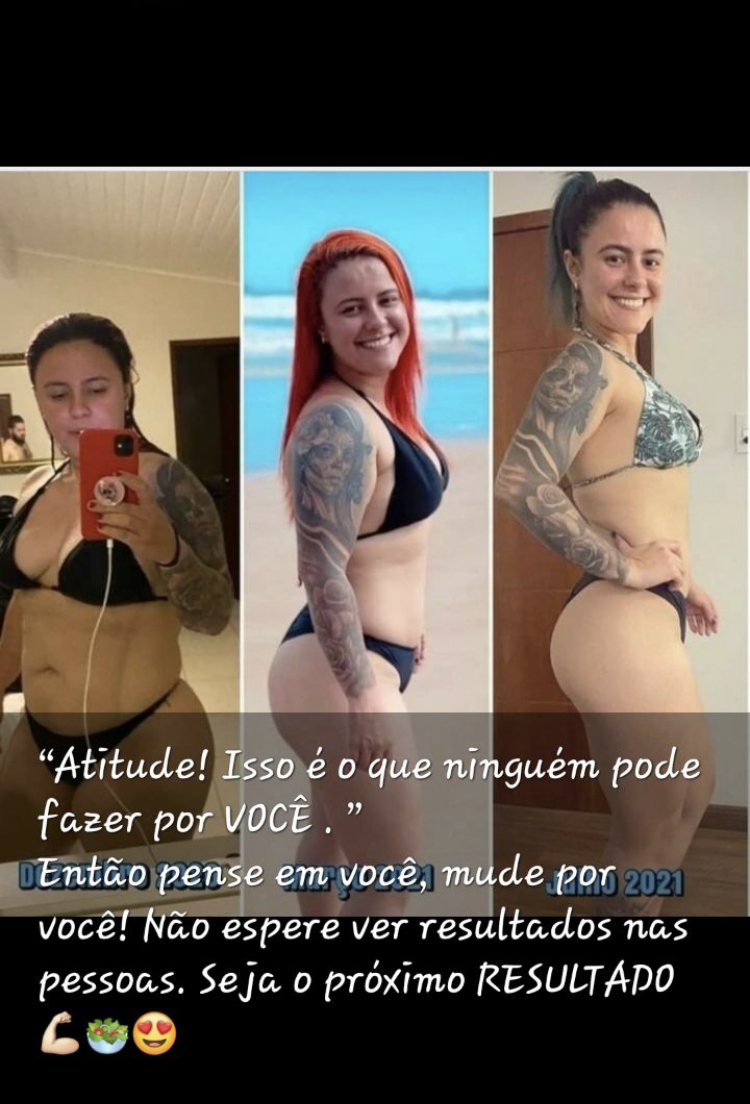 “Atitude! Isso é o que ninguém pode
fazer por VOCÊ . ”
Então pense em você, mude por
você! Não espere ver resultados nas
pessoas. Seja o próximo RESULTADO
💪🏻🥗😍
2021